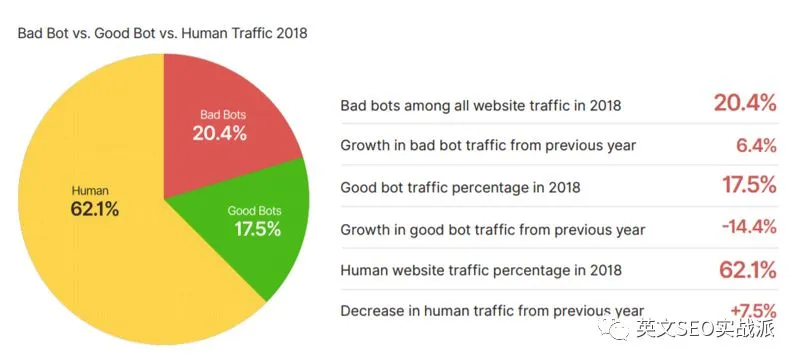 Bad Bot vs. Good Bot vs. Human Traffic 2018
Bad Bots
20.4%
Human
62.1%
Good Bots
17.5%
Bad bots among all website traffic in 2018 20.4%
Growth in bad bot traffic from previous year 6.4%
Good bot traffic percentage in 2018 17.5%
Growth in good bot traffic from previous year -14.4%
Human website traffic percentage in 2018 62.1%
Decrease in human traffic from previous year +7.5%
英文SEO实战派